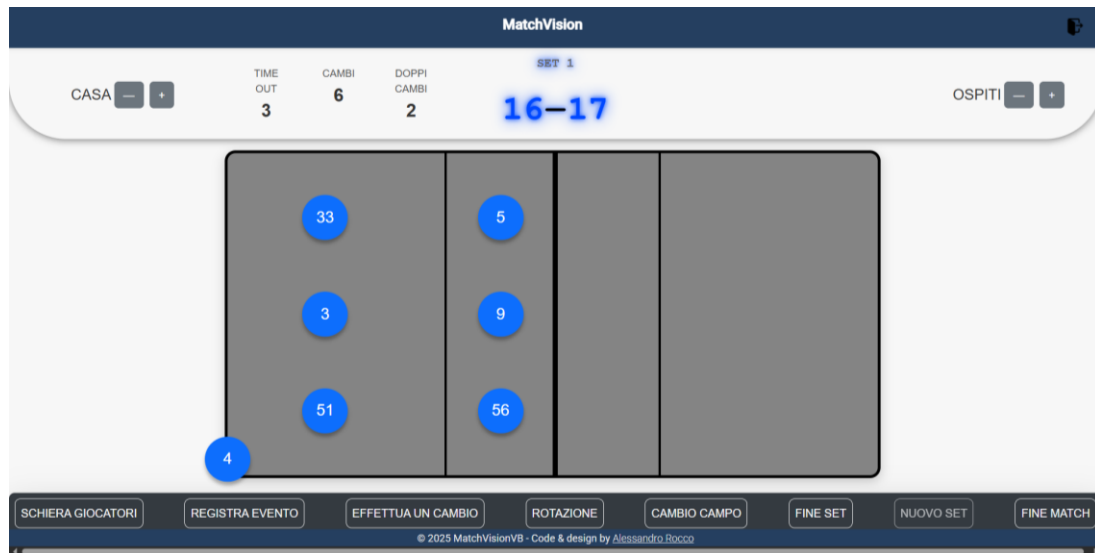 MatchVision
CASA — +
TIME OUT
3
CAMBI
6
DOPPI CAMBI
2
SET 1
16–17
OSPITI — +
33 5
3 9
51 56
4
SCHIERA GIOCATORI REGISTRA EVENTO EFFETTUA UN CAMBIO ROTAZIONE CAMBIO CAMPO FINE SET NUOVO SET FINE MATCH
© 2025 MatchVisionVB - Code & design by Alessandro Rocco